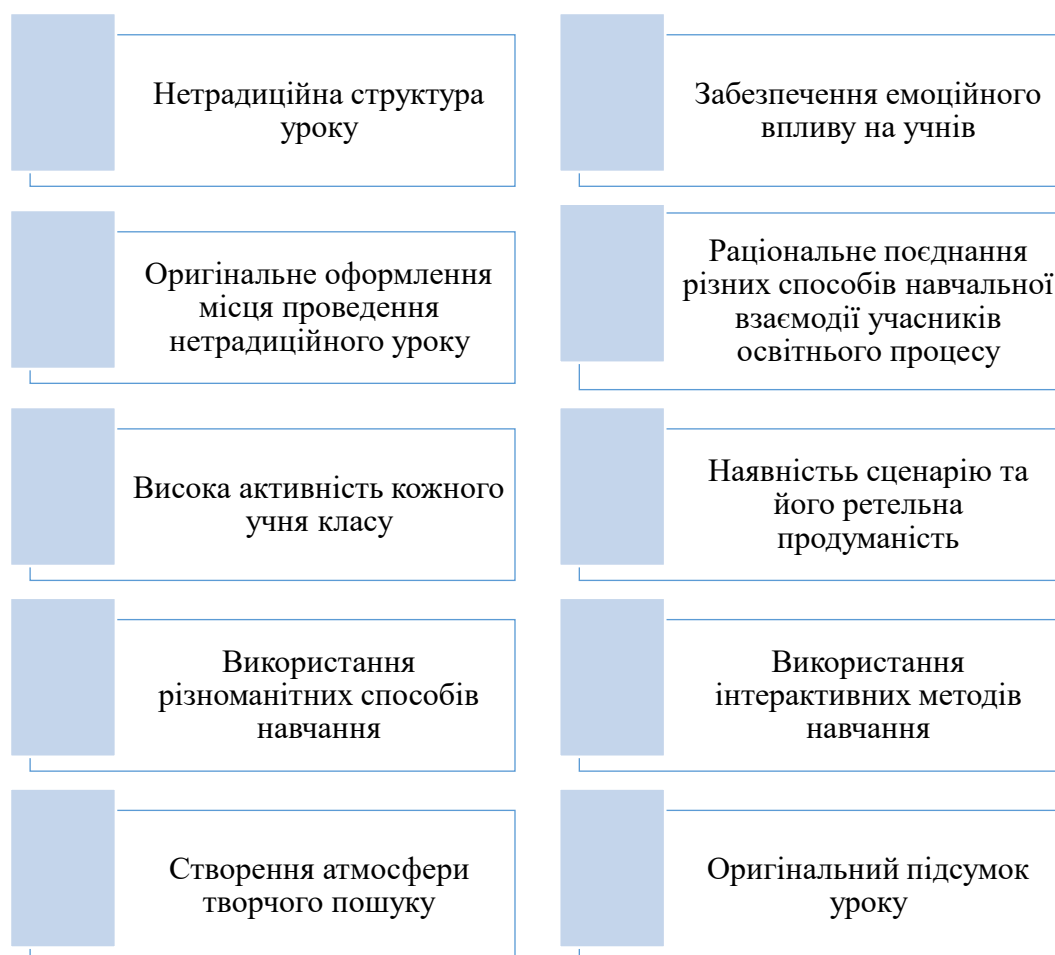 Нетрадиційна структура
уроку
Забезпечення емоційного
впливу на учнів
Оригінальне оформлення
місця проведення
нетрадиційного уроку
Раціональне поєднання
різних способів навчальної
взаємодії учасників
освітнього процесу
Висока активність кожного
учня класу
Наявністьь сценарію та
його ретельна
продуманість
Використання
різноманітних способів
навчання
Використання
інтерактивних методів
навчання
Створення атмосфери
творчого пошуку
Оригінальний підсумок
уроку